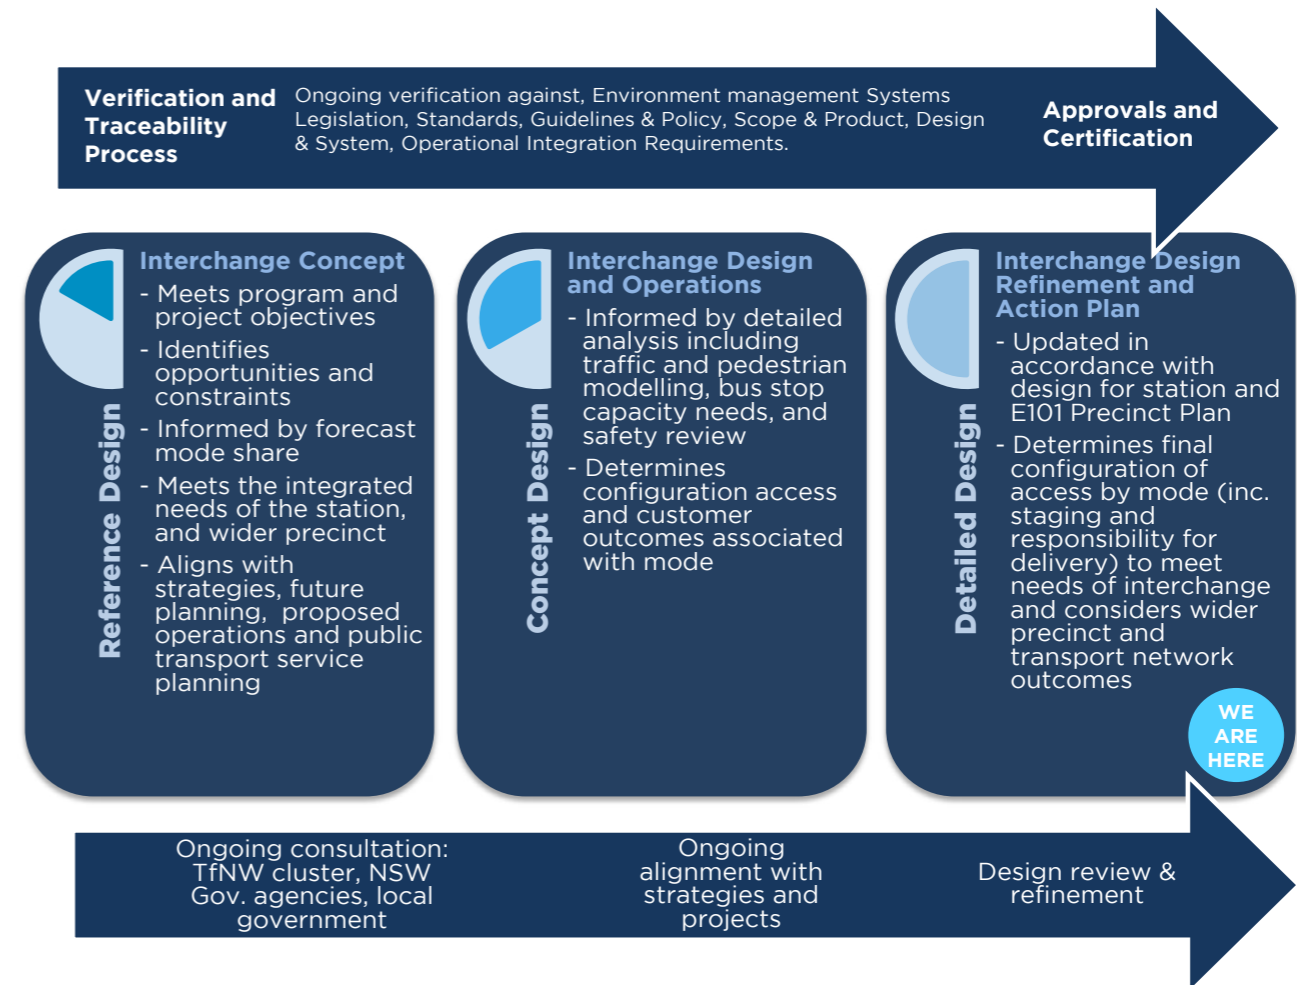 Verification and
Traceability
Process
Ongoing verification against, Environment management Systems
Legislation, Standards, Guidelines & Policy, Scope & Product, Design
& System, Operational Integration Requirements.
Approvals and
Certification
Reference Design
Interchange Concept
- Meets program and
project objectives
- Identifies
opportunities and
constraints
- Informed by forecast
mode share
- Meets the integrated
needs of the station,
and wider precinct
- Aligns with
strategies, future
planning,  proposed
operations and public
transport service
planning
Concept Design
Interchange Design
and Operations
- Informed by detailed
analysis including
traffic and pedestrian
modelling, bus stop
capacity needs, and
safety review
- Determines
configuration access
and customer
outcomes associated
with mode
Detailed Design
Interchange Design
Refinement and
Action Plan
- Updated in
accordance with
design for station and
E101 Precinct Plan
- Determines final
configuration of
access by mode (inc.
staging and
responsibility for
delivery) to meet
needs of interchange
and considers wider
precinct and
transport network
outcomes
WE
ARE
HERE
Ongoing consultation:
TfNW cluster, NSW
Gov. agencies, local
government
Ongoing
alignment with
strategies and
projects
Design review &
refinement